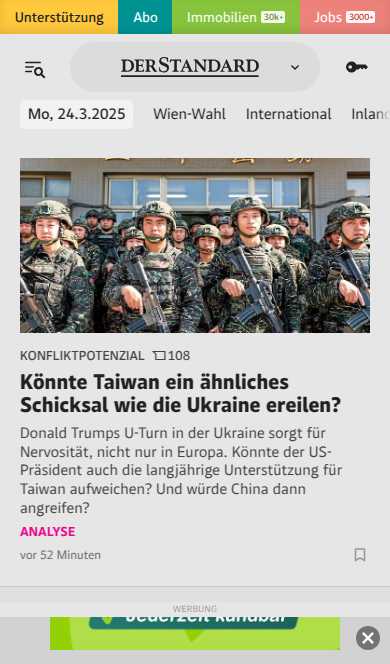 Unterstützung Abo Immobilien 30k+ Jobs 3000+
DERSTANDARD
Mo, 24.3.2025 Wien-Wahl International Inland
KONFLIKTPOTENZIAL 108
Könnte Taiwan ein ähnliches
Schicksal wie die Ukraine ereilen?
Donald Trumps U-Turn in der Ukraine sorgt für
Nervosität, nicht nur in Europa. Könnte der US-
Präsident auch die langjährige Unterstützung für
Taiwan aufweichen? Und würde China dann
angreifen?
ANALYSE
vor 52 Minuten
WERBUNG
Jederzeit kündbar